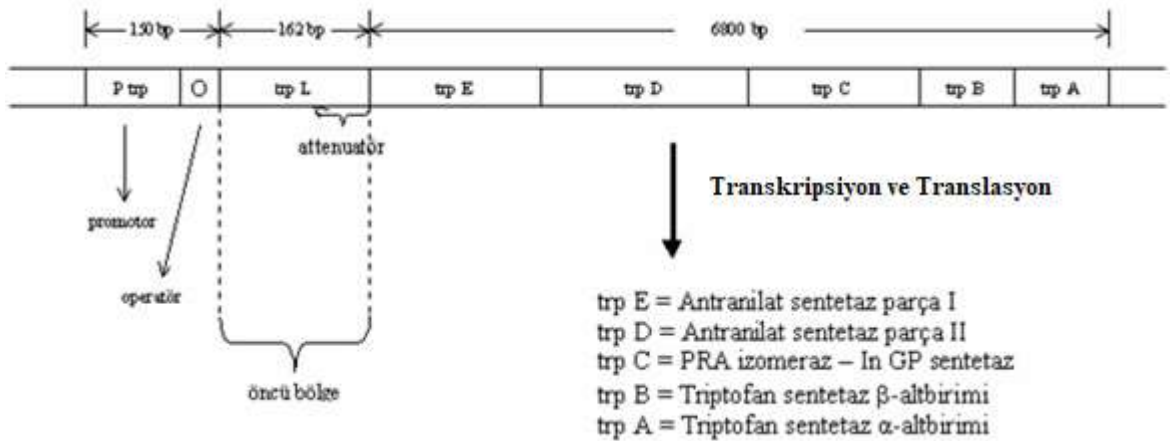 150 bp 162 bp 6800 bp
P trp O trp L trp E trp D trp C trp B trp A
attenuatör
Transkripsiyon ve Translasyon
promotor
operatör
trp E = Antranilat sentetaz parça I
trp D = Antranilat sentetaz parça II
trp C = PRA izomeraz – In GP sentetaz
öncü bölge
trp B = Triptofan sentetaz β-altbirimi
trp A = Triptofan sentetaz α-altbirimi